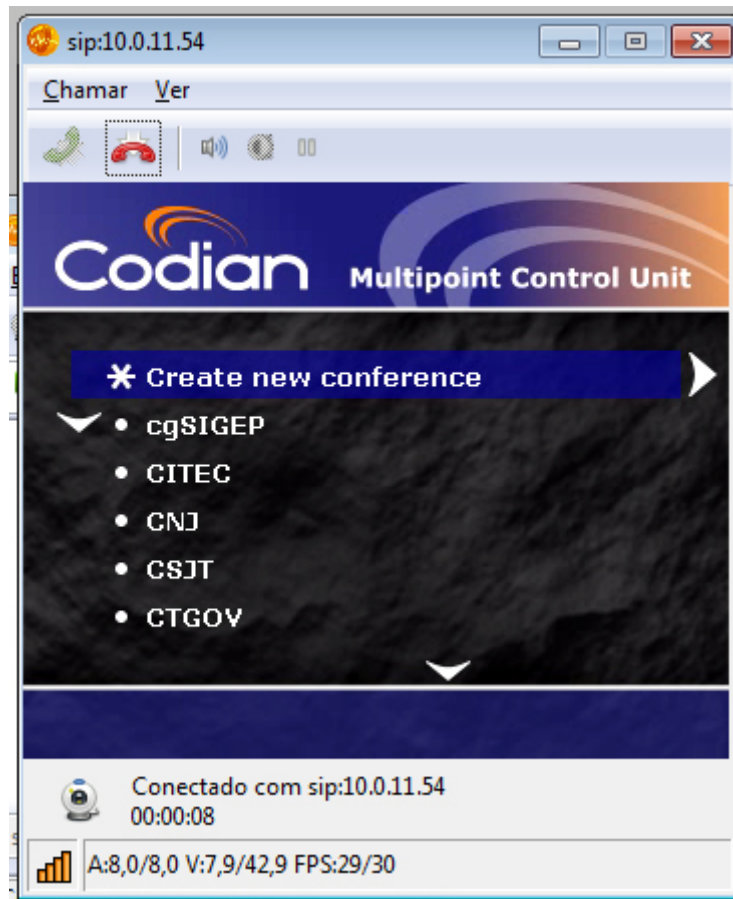 sip:10.0.11.54
Chamar Ver
Codian Multipoint Control Unit
Create new conference
cgSIGEP
CITEC
CNJ
CSJT
CTGOV
Conectado com sip:10.0.11.54
00:00:08
A:8,0/8,0 V:7,9/42,9 FPS:29/30